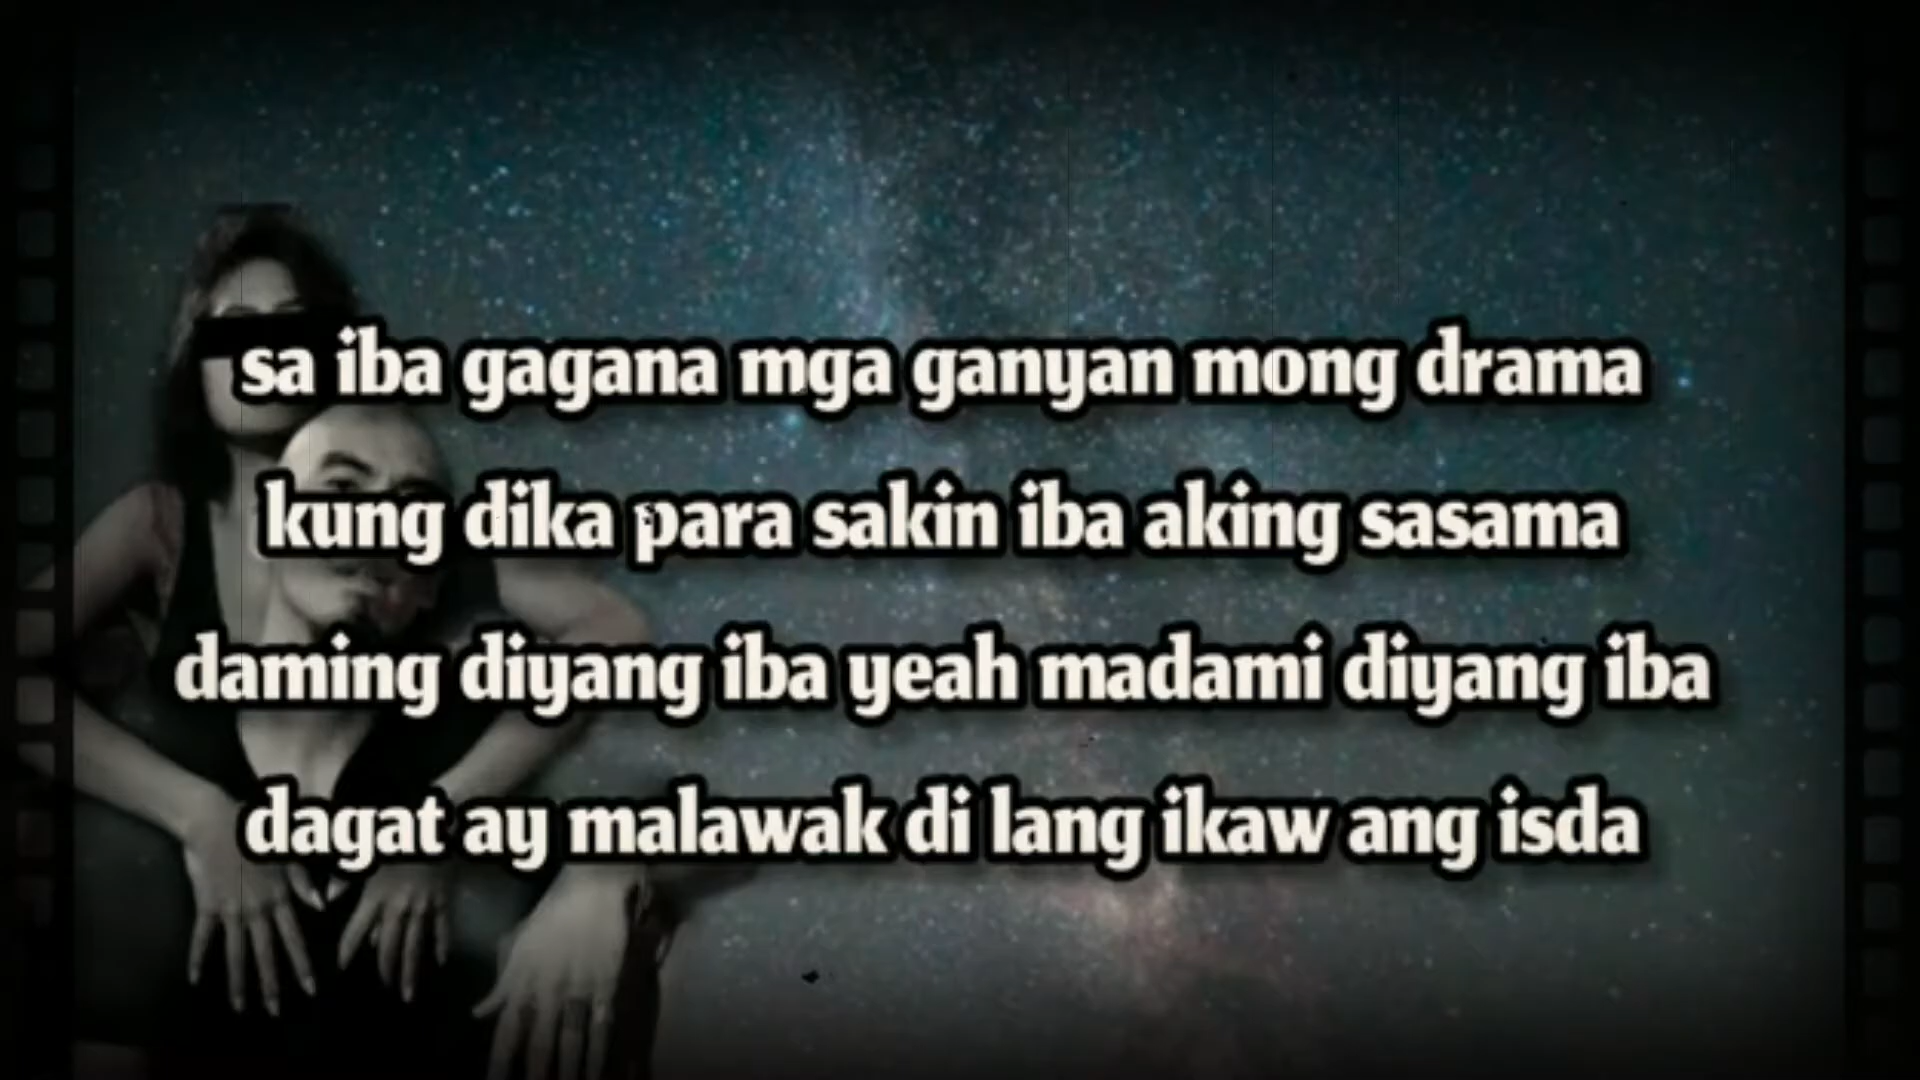 sa iba gagana mga ganyan mong drama
kung dika para sakin iba aking sasama
daming diyang iba yeah madami diyang iba
dagat ay malawak di lang ikaw ang isda